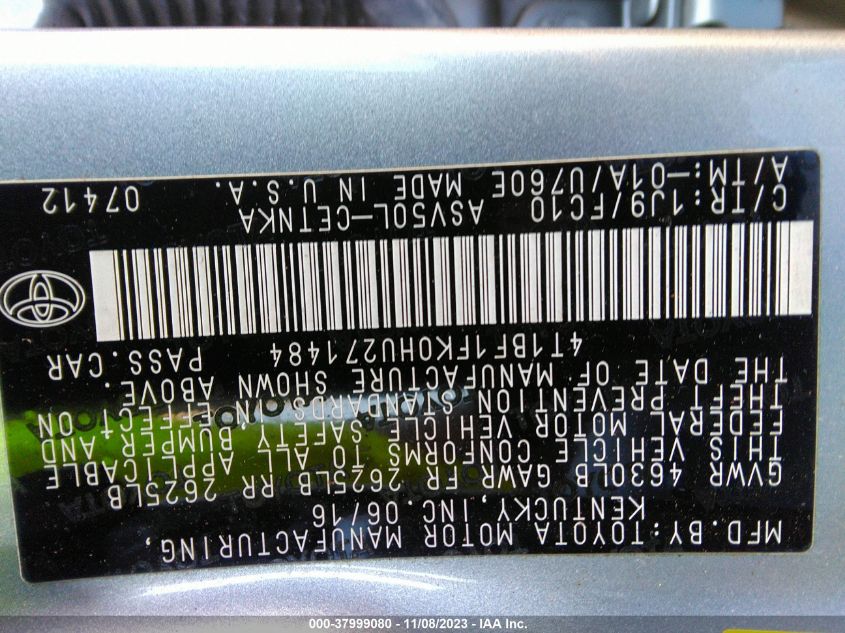 MFD.BY:TOYOTA MOTOR MANUFACTURING,
KENTUCKY,INC. 06/16
GVWR 4630LB GAWR FR 2625LB RR 2625LB
THIS VEHICLE CONFORMS TO ALL APPLICABLE
FEDERAL MOTOR VEHICLE SAFETY, BUMPER, AND
THEFT PREVENTION STANDARDS IN EFFECT ON
THE DATE OF MANUFACTURE SHOWN ABOVE.
4T1BF1FK0HU271484 PASS.CAR
ASV50L-CETNKA
C/TR:1J9/FC10
A/TM:-01A/U760E MADE IN U.S.A. 07412
000-37999080 - 11/08/2023 - IAA Inc.